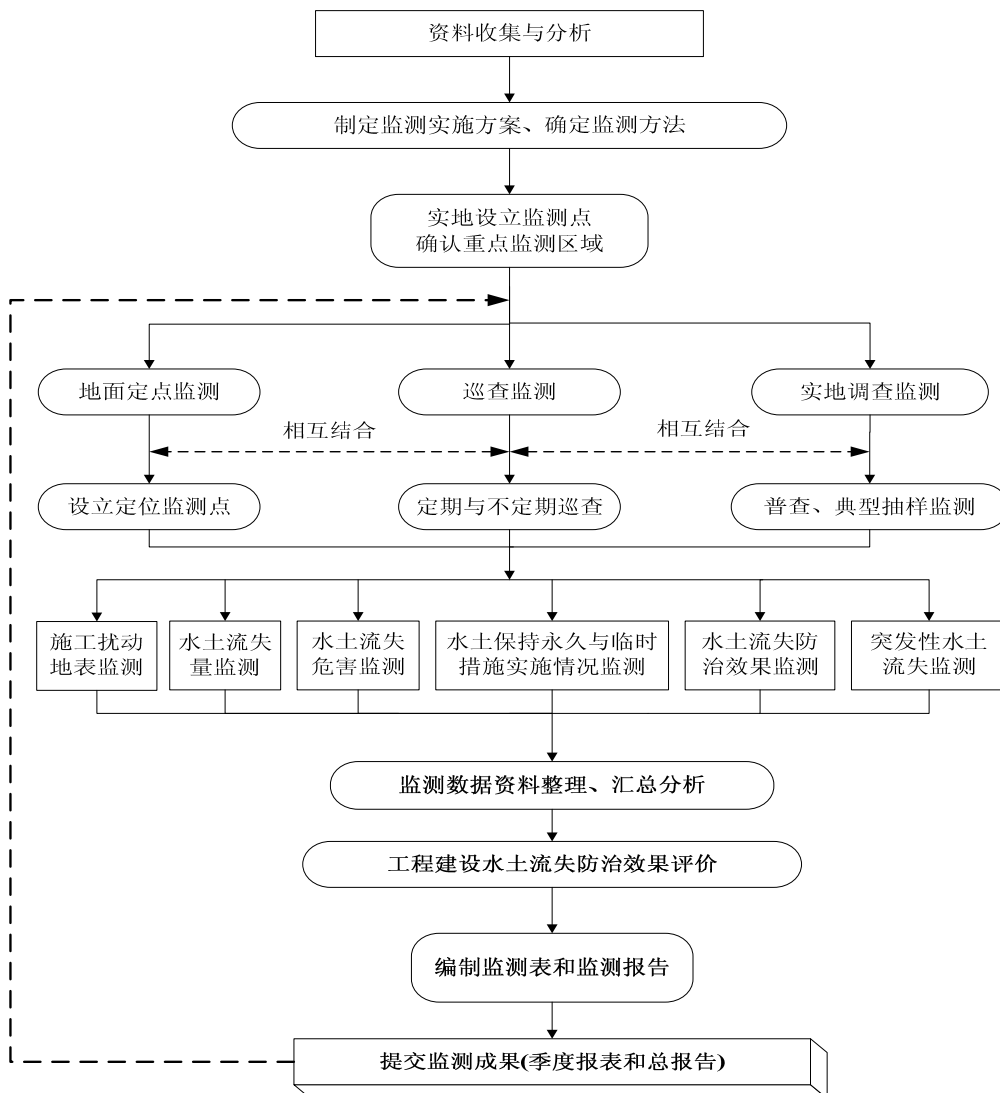 资料收集与分析
制定监测实施方案、确定监测方法
实地设立监测点
确认重点监测区域
地面定点监测
巡查监测
实地调查监测
相互结合
相互结合
设立定位监测点
定期与不定期巡查
普查、典型抽样监测
施工扰动
地表监测
水土流失
量监测
水土流失
危害监测
水土保持永久与临时
措施实施情况监测
水土流失防
治效果监测
突发性水土
流失监测
监测数据资料整理、汇总分析
工程建设水土流失防治效果评价
编制监测表和监测报告
提交监测成果(季度报表和总报告)